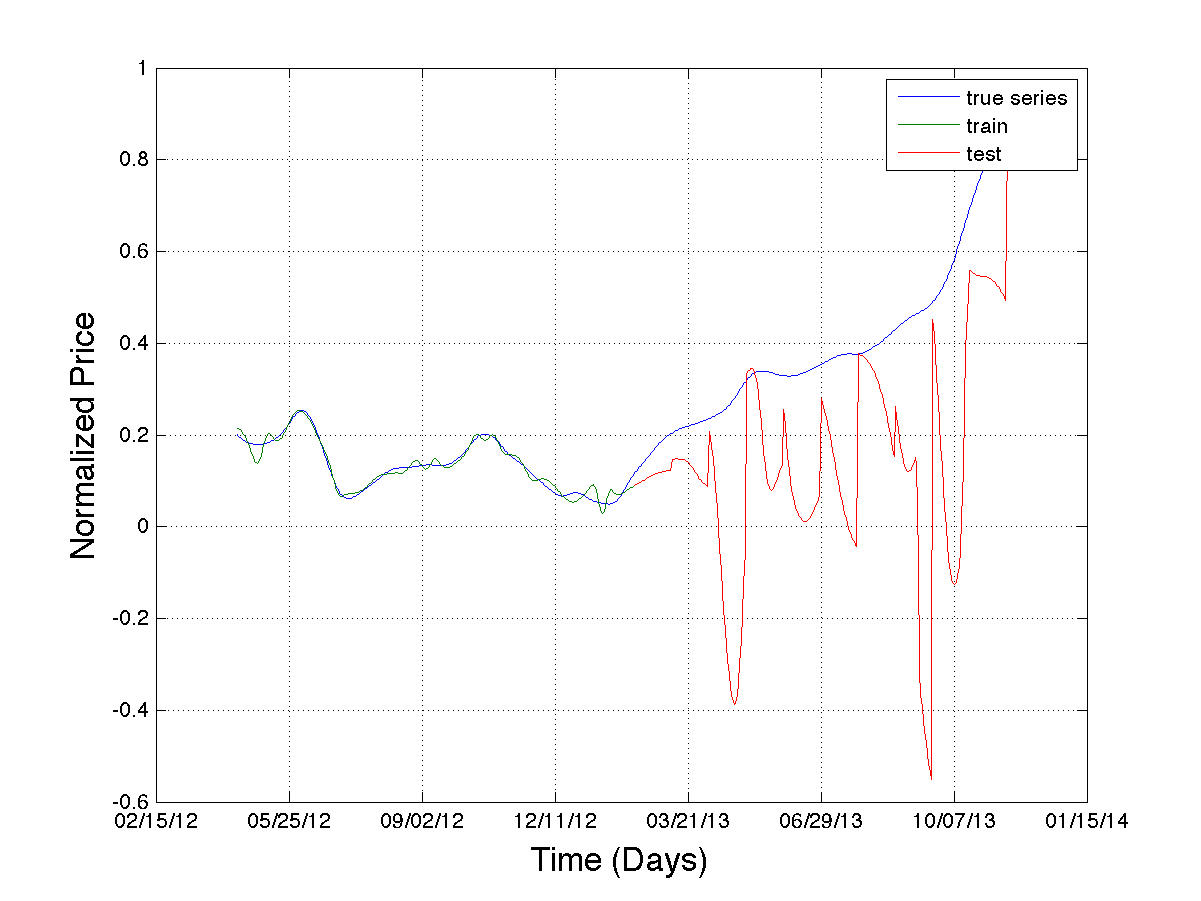 1
0.8
0.6
0.4
0.2
0
-0.2
-0.4
-0.6
Normalized Price
true series
train
test
02/15/12 05/25/12 09/02/12 12/11/12 03/21/13 06/29/13 10/07/13 01/15/14
Time (Days)